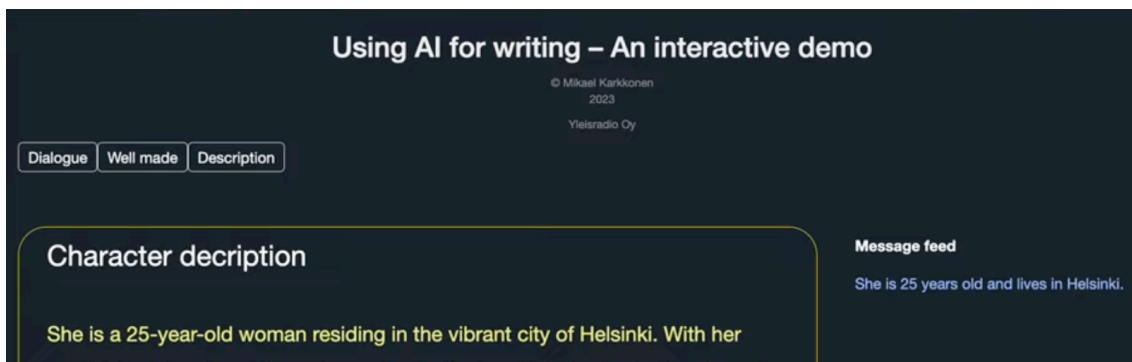 Using AI for writing – An interactive demo
© Mikael Karkkonen
2023
Yleisradio Oy
Dialogue
Well made
Description
Character decription
She is a 25-year-old woman residing in the vibrant city of Helsinki. With her
Message feed
She is 25 years old and lives in Helsinki.